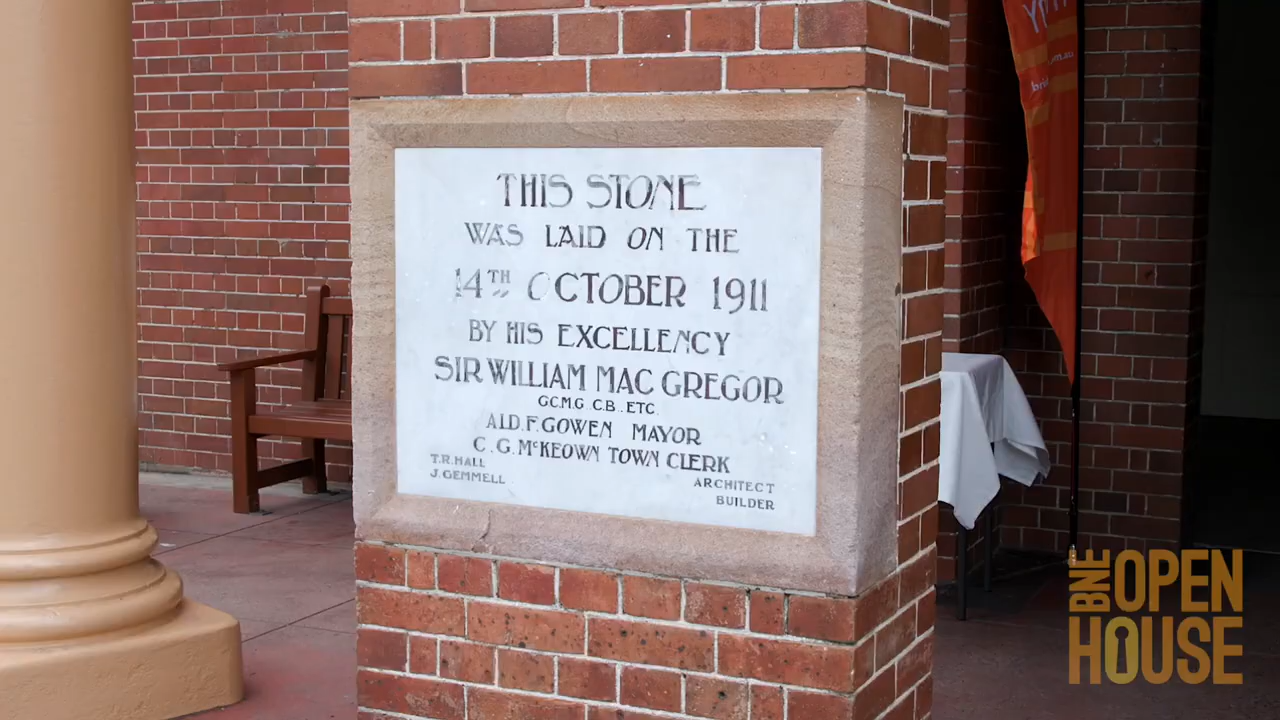 THIS STONE
WAS LAID ON THE
14TH OCTOBER 1911
BY HIS EXCELLENCY
SIR WILLIAM MAC GREGOR
G.C.M.G. C.B. ETC.
ALD. F. GOWEN MAYOR
C. G. McKEOWN TOWN CLERK
T.R. HALL ARCHITECT
J. GEMMELL BUILDER
BNE OPEN
HOUSE